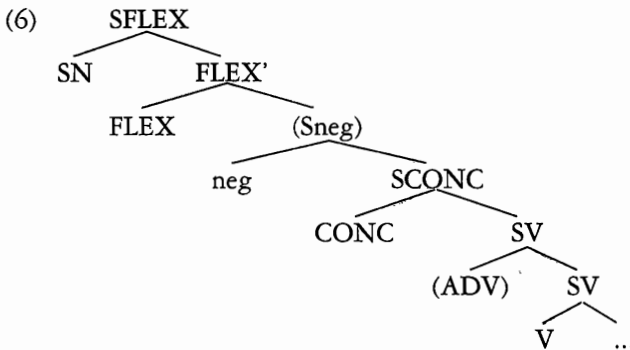 (6) SFLEX
SN FLEX’
FLEX (Sneg)
neg SCONC
CONC SV
(ADV) SV
V ..